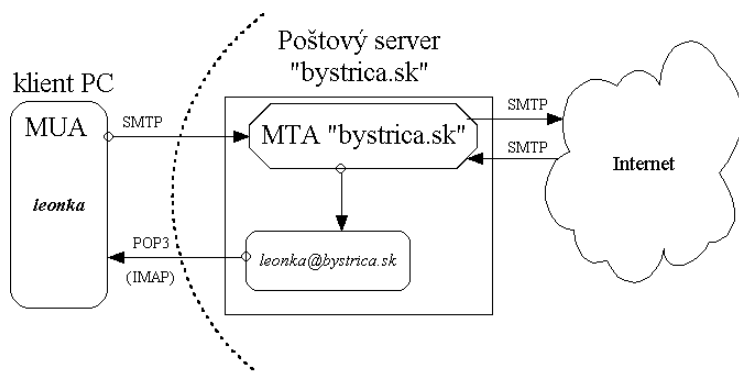 Poštový server
"bystrica.sk"
klient PC
MUA
leonka
SMTP
MTA "bystrica.sk"
SMTP
SMTP
Internet
POP3
(IMAP)
leonka@bystrica.sk